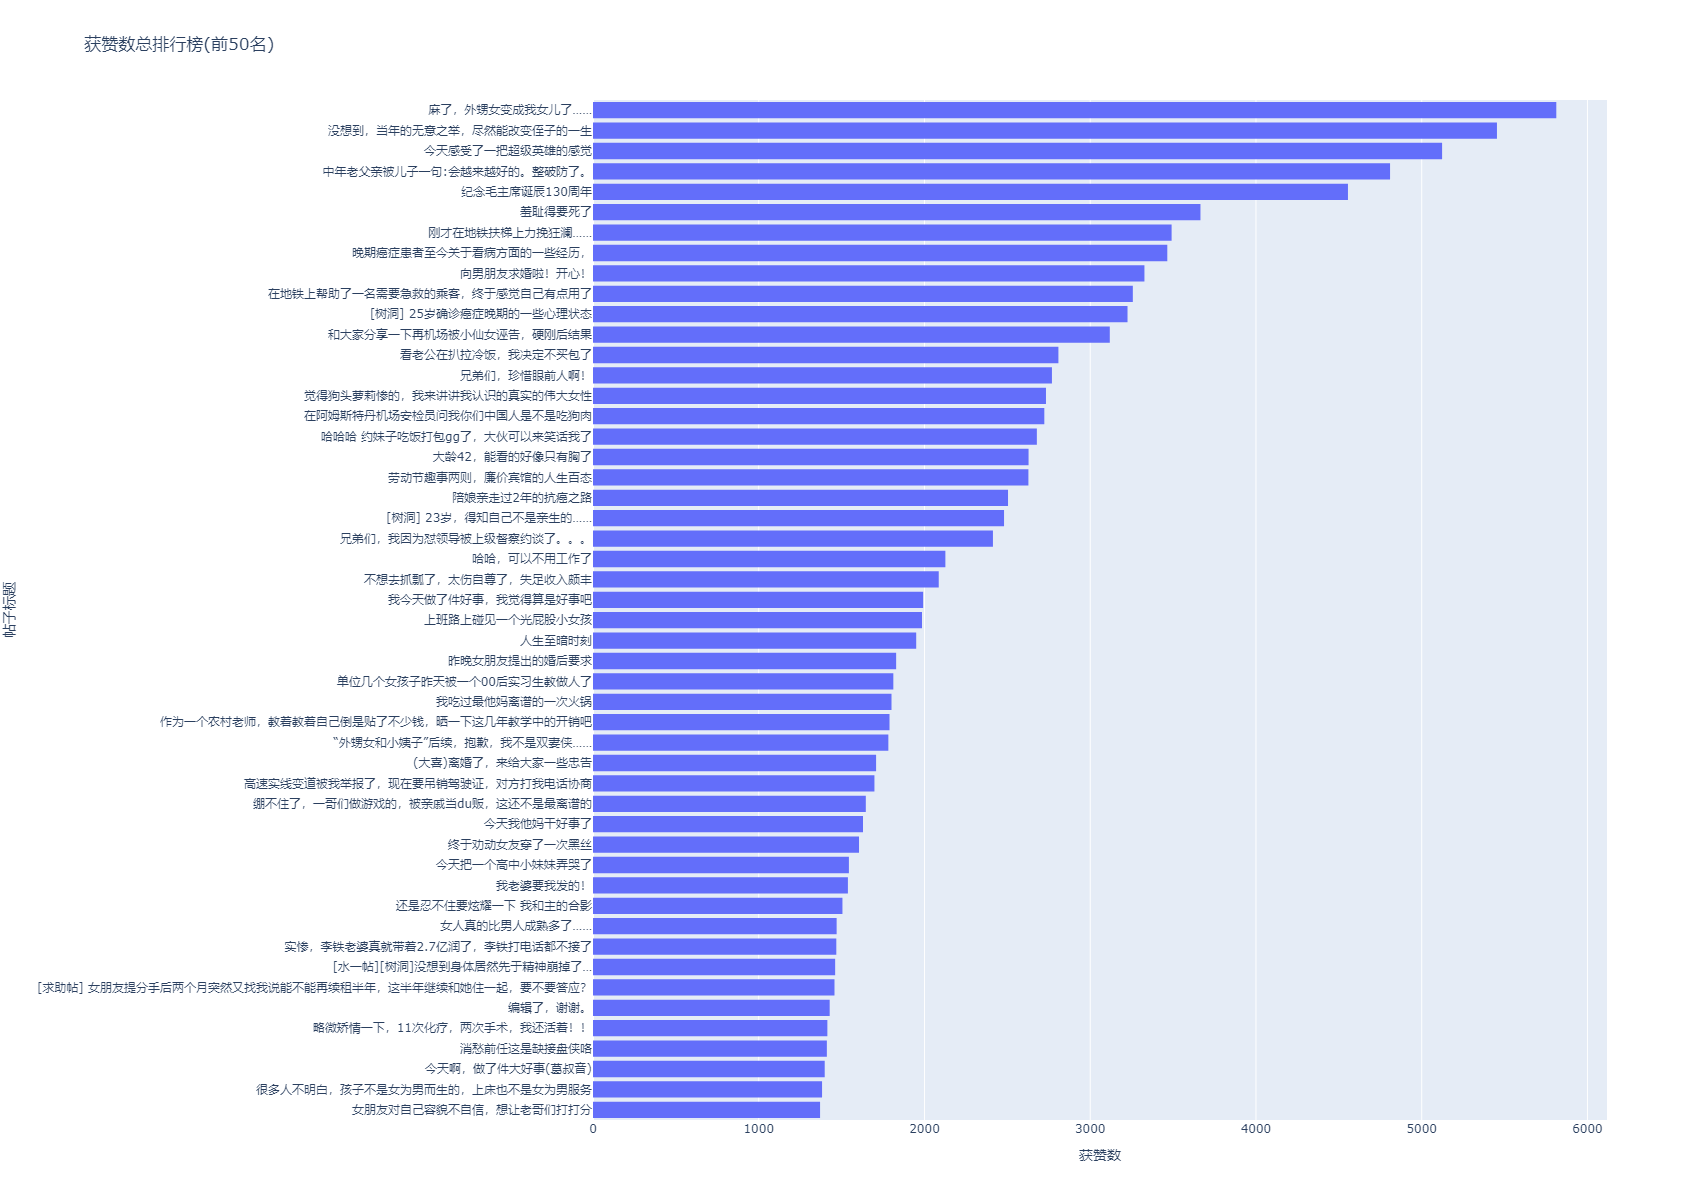 获赞数总排行榜(前50名)
麻了，外甥女变成我女儿了……
没想到，当年的无意之举，尽然能改变侄子的一生
今天感受了一把超级英雄的感觉
中年老父亲被儿子一句:会越来越好的。整破防了。
纪念毛主席诞辰130周年
羞耻得要死了
刚才在地铁扶梯上力挽狂澜……
晚期癌症患者至今关于看病方面的一些经历，
向男朋友求婚啦！开心！
在地铁上帮助了一名需要急救的乘客，终于感觉自己有点用了
[树洞] 25岁确诊癌症晚期的一些心理状态
和大家分享一下再机场被小仙女诬告，硬刚后结果
看老公在扒拉冷饭，我决定不买包了
兄弟们，珍惜眼前人啊！
觉得狗头萝莉惨的，我来讲讲我认识的真实的伟大女性
在阿姆斯特丹机场安检员问我你们中国人是不是吃狗肉
哈哈哈 约妹子吃饭打包gg了，大伙可以来笑话我了
大龄42，能看的好像只有胸了
劳动节趣事两则，廉价宾馆的人生百态
陪娘亲走过2年的抗癌之路
[树洞] 23岁，得知自己不是亲生的……
兄弟们，我因为怼领导被上级督察约谈了。。。
哈哈，可以不用工作了
不想去抓瓢了，太伤自尊了，失足收入颇丰
我今天做了件好事，我觉得算是好事吧
上班路上碰见一个光屁股小女孩
人生至暗时刻
昨晚女朋友提出的婚后要求
单位几个女孩子昨天被一个00后实习生教做人了
我吃过最他妈离谱的一次火锅
作为一个农村老师，教着教着自己倒是贴了不少钱，晒一下这几年教学中的开销吧
“外甥女和小姨子”后续，抱歉，我不是双妻侠……
(大喜)离婚了，来给大家一些忠告
高速实线变道被我举报了，现在要吊销驾驶证，对方打我电话协商
绷不住了，一哥们做游戏的，被亲戚当du贩，这还不是最离谱的
今天我他妈干好事了
终于劝动女友穿了一次黑丝
今天把一个高中小妹妹弄哭了
我老婆要我发的！
还是忍不住要炫耀一下 我和主的合影
女人真的比男人成熟多了……
实惨，李铁老婆真就带着2.7亿润了，李铁打电话都不接了
[水一帖][树洞]没想到身体居然先于精神崩掉了...
[求助帖] 女朋友提分手后两个月突然又找我说能不能再续租半年，这半年继续和她住一起，要不要答应？
编辑了，谢谢。
略微矫情一下，11次化疗，两次手术，我还活着！！
消愁前任这是缺接盘侠咯
今天啊，做了件大好事(葛叔音)
很多人不明白，孩子不是女为男而生的，上床也不是女为男服务
女朋友对自己容貌不自信，想让老哥们打打分
帖子标题
0 1000 2000 3000 4000 5000 6000
获赞数